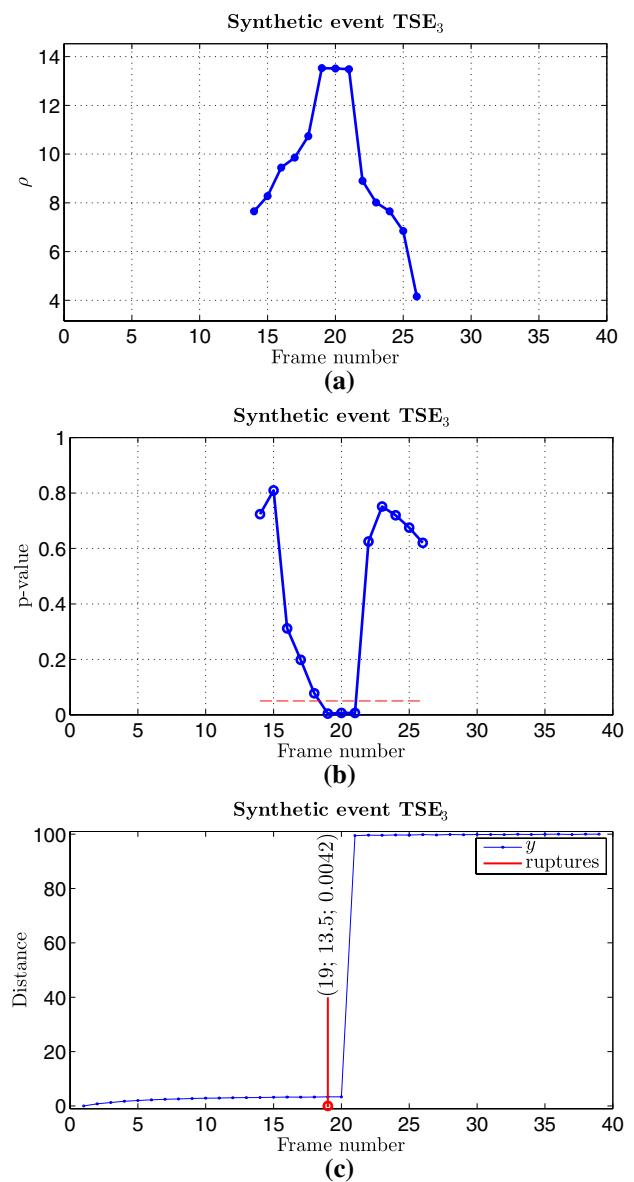 Synthetic event TSE₃
14
12
10
8
6
4
ρ
0 5 10 15 20 25 30 35 40
Frame number
(a)
Synthetic event TSE₃
1
0.8
0.6
0.4
0.2
0
p-value
0 5 10 15 20 25 30 35 40
Frame number
(b)
Synthetic event TSE₃
100
80
60
40
20
0
Distance
(19; 13.5; 0.0042)
y
ruptures
0 5 10 15 20 25 30 35 40
Frame number
(c)